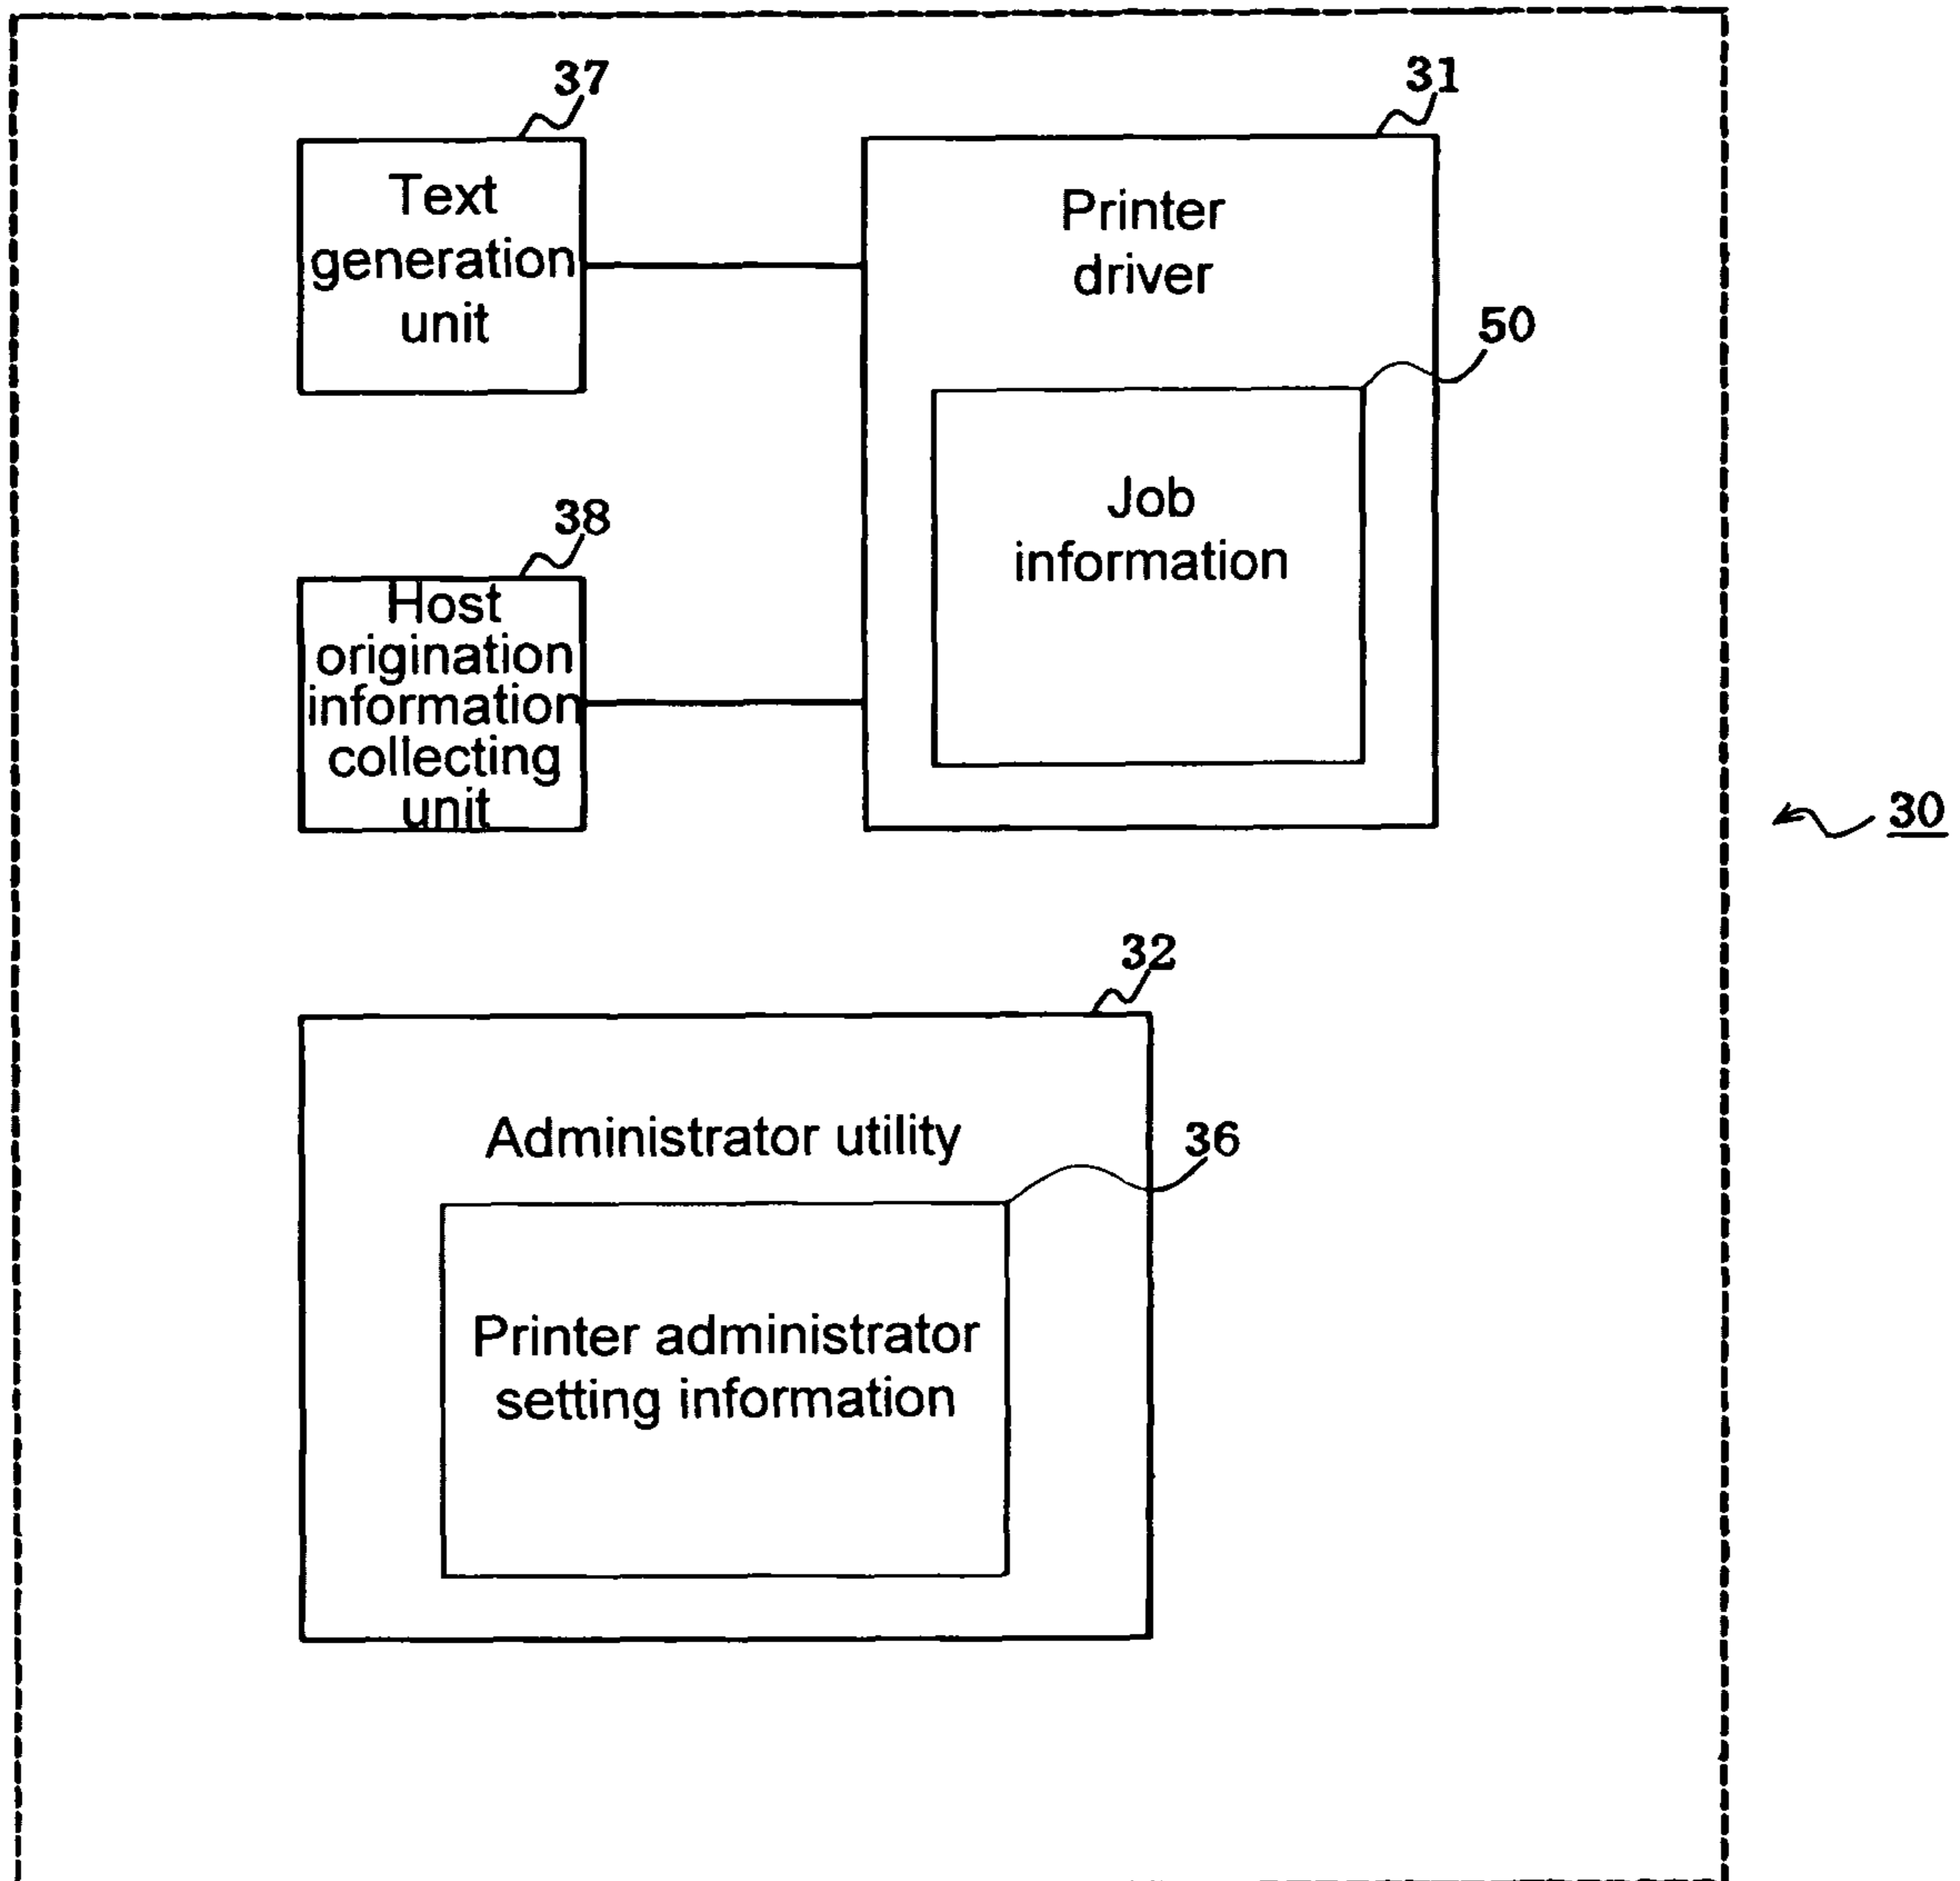 37
31
Text
generation
unit
Printer
driver
50
Job
information
38
Host
origination
information
collecting
unit
30
32
Administrator utility
36
Printer administrator
setting information